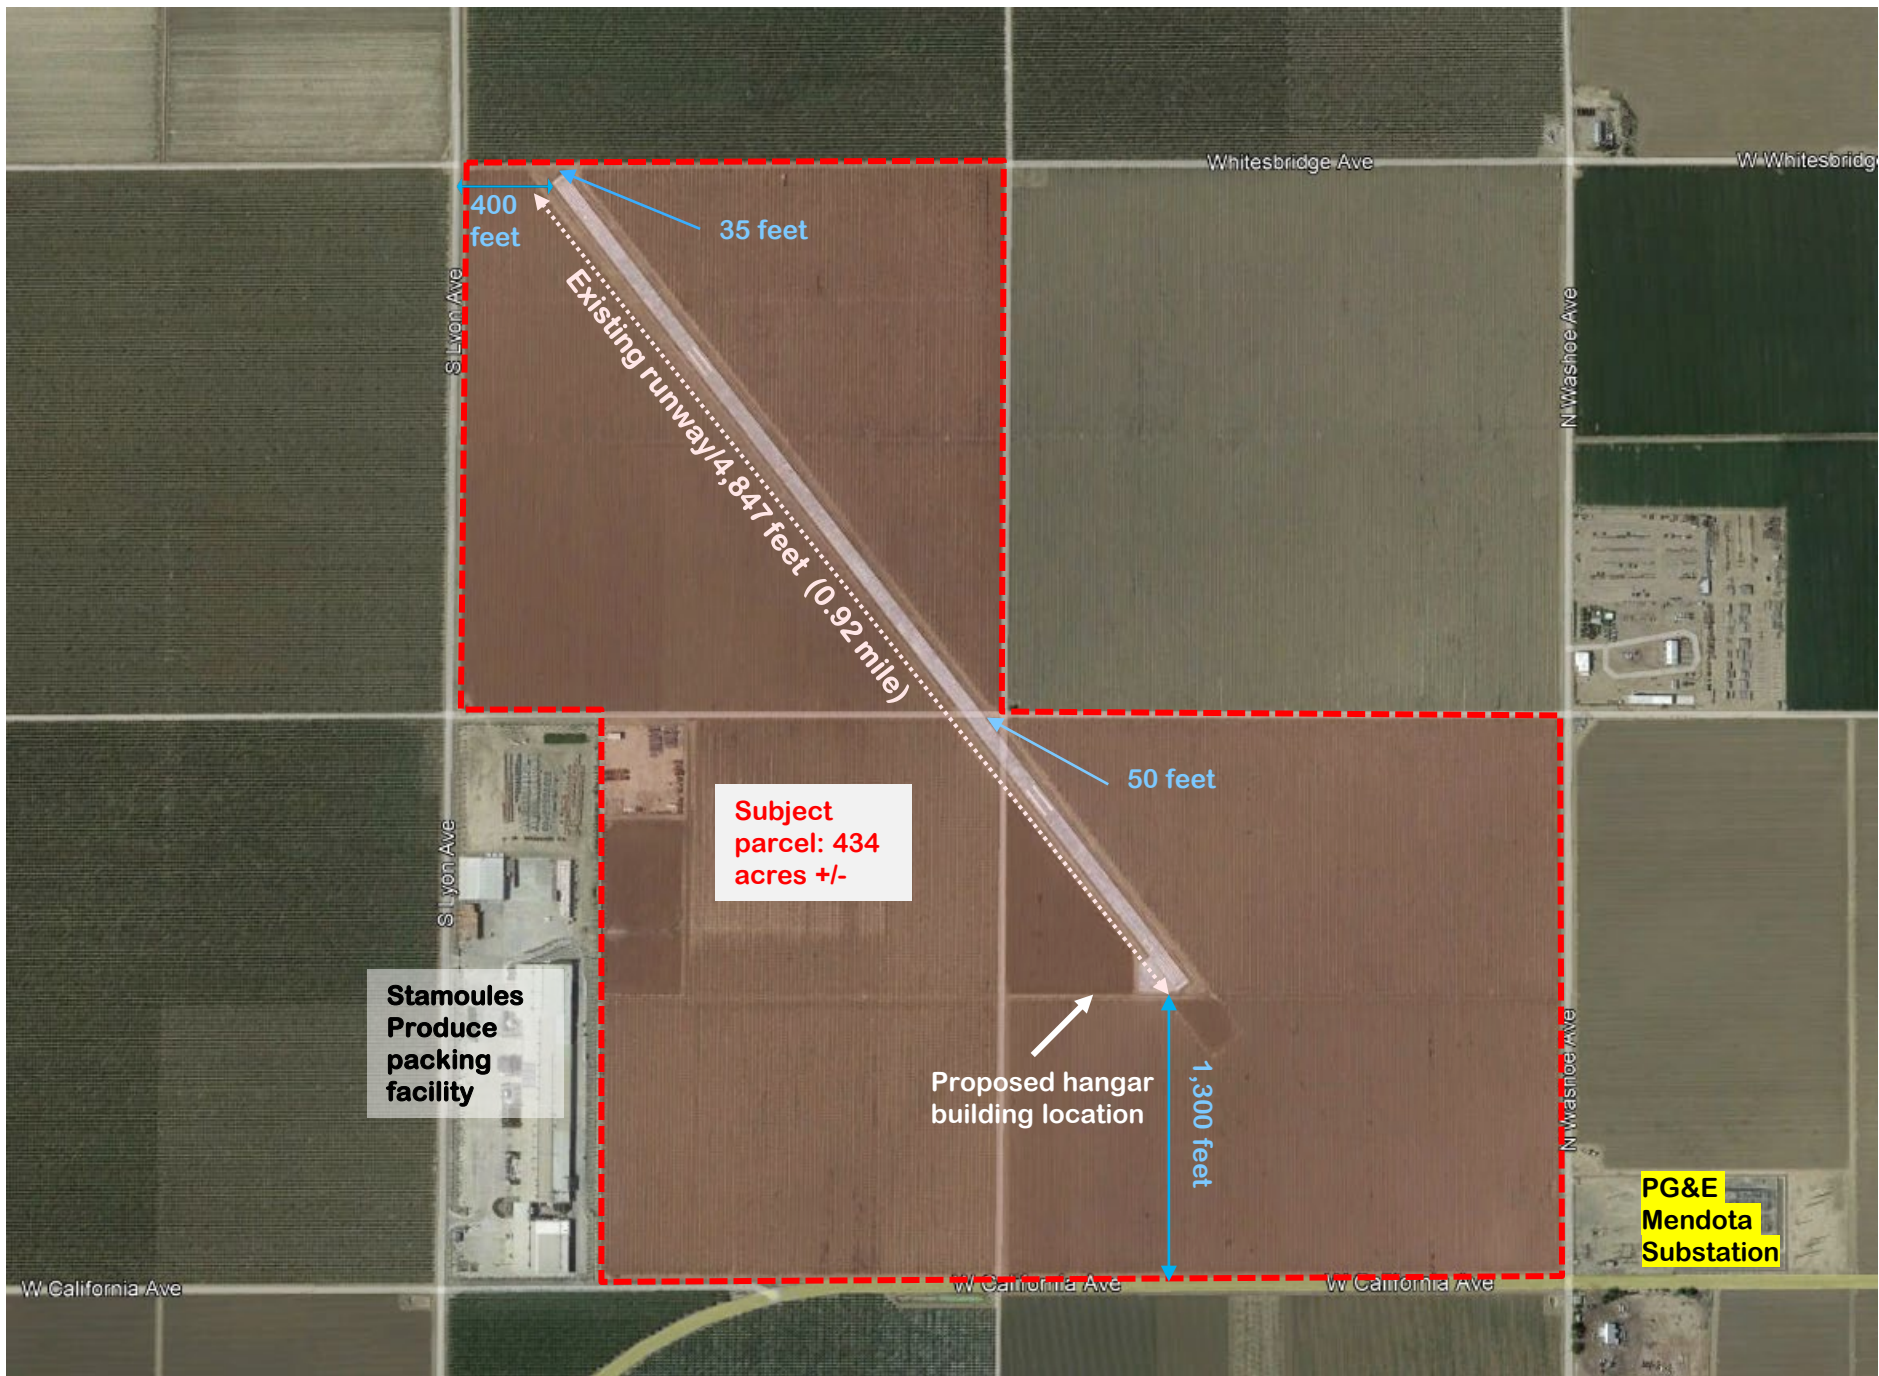 Whitesbridge Ave
W Whitesbridg
400
feet
35 feet
S Lyon Ave
N Washoe Ave
Existing runway/4,847 feet (0.92 mile)
50 feet
Subject
parcel: 434
acres +/-
S Lyon Ave
Stamoules
Produce
packing
facility
Proposed hangar
building location
1,300 feet
N Washoe Ave
PG&E
Mendota
Substation
W California Ave
W California Ave
W California Ave